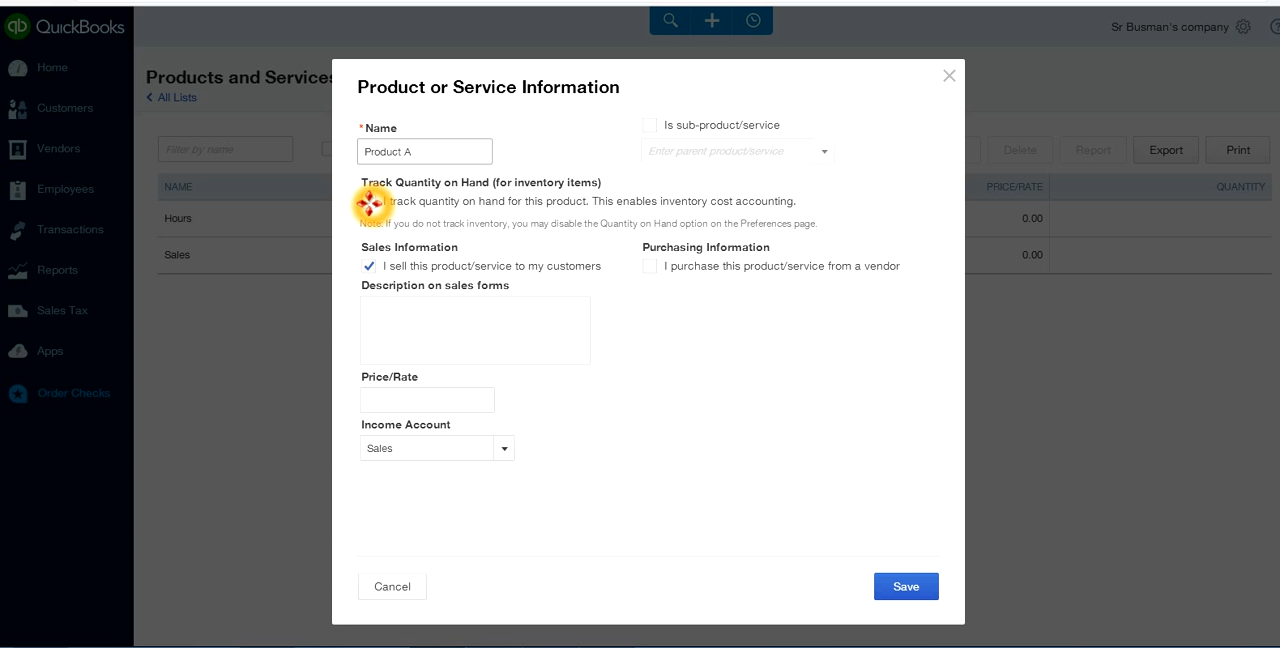 QuickBooks
Sr Busman's company
Home
Customers
Vendors
Employees
Transactions
Reports
Sales Tax
Apps
Order Checks
Products and Services
All Lists
Filter by name
Delete
Report
Export
Print
NAME
PRICE/RATE
QUANTITY
Hours
0.00
Sales
0.00
Product or Service Information
* Name
Product A
Is sub-product/service
Enter parent product/service
Track Quantity on Hand (for inventory items)
track quantity on hand for this product. This enables inventory cost accounting.
Note: If you do not track inventory, you may disable the Quantity on Hand option on the Preferences page.
Sales Information
I sell this product/service to my customers
Description on sales forms
Price/Rate
Income Account
Sales
Purchasing Information
I purchase this product/service from a vendor
Cancel
Save